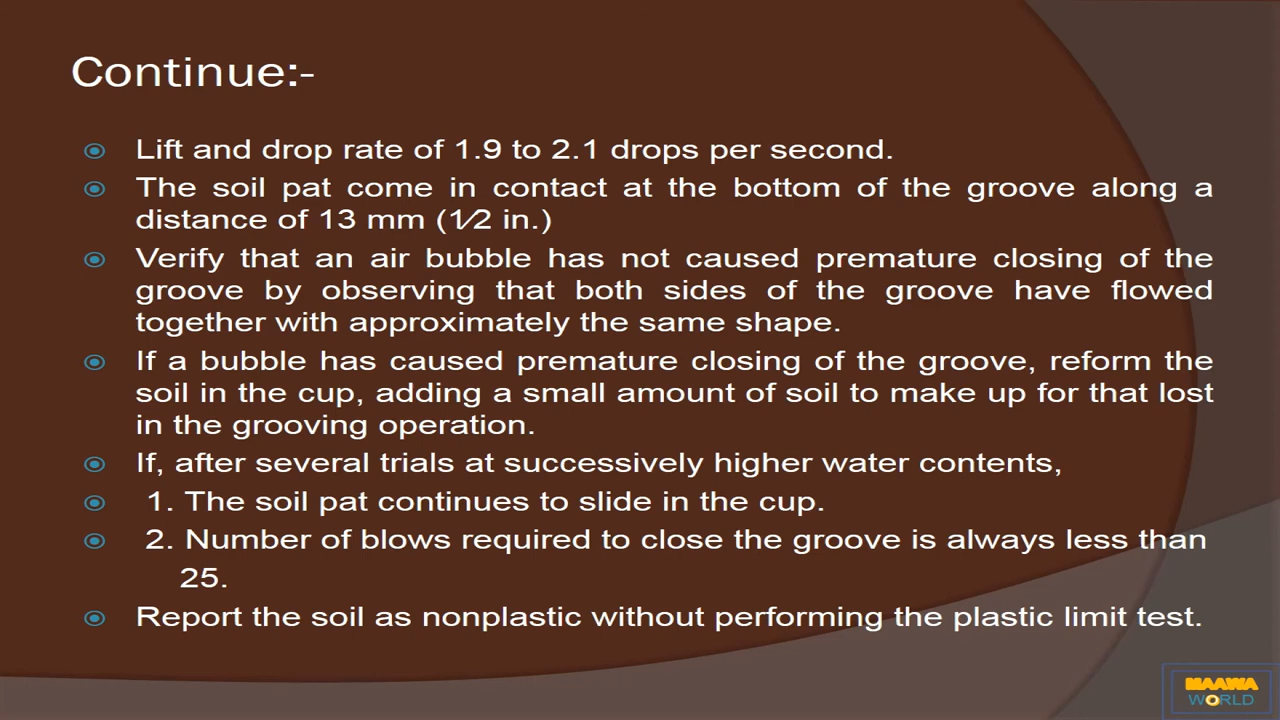 Continue:-
Lift and drop rate of 1.9 to 2.1 drops per second.
The soil pat come in contact at the bottom of the groove along a
distance of 13 mm (1⁄2 in.)
Verify that an air bubble has not caused premature closing of the
groove by observing that both sides of the groove have flowed
together with approximately the same shape.
If a bubble has caused premature closing of the groove, reform the
soil in the cup, adding a small amount of soil to make up for that lost
in the grooving operation.
If, after several trials at successively higher water contents,
1. The soil pat continues to slide in the cup.
2. Number of blows required to close the groove is always less than
25.
Report the soil as nonplastic without performing the plastic limit test.
MAAWA
WORLD